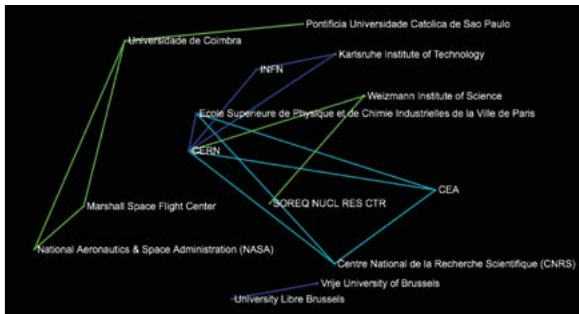 Pontificia Universidade Catolica de Sao Paulo
Universidade de Coimbra
Karlsruhe Institute of Technology
INFN
Weizmann Institute of Science
Ecole Superieure de Physique et de Chimie Industrielles de la Ville de Paris
CERN
CEA
SOREQ NUCL RES CTR
Marshall Space Flight Center
National Aeronautics & Space Administration (NASA)
Centre National de la Recherche Scientifique (CNRS)
Vrije University of Brussels
University Libre Brussels